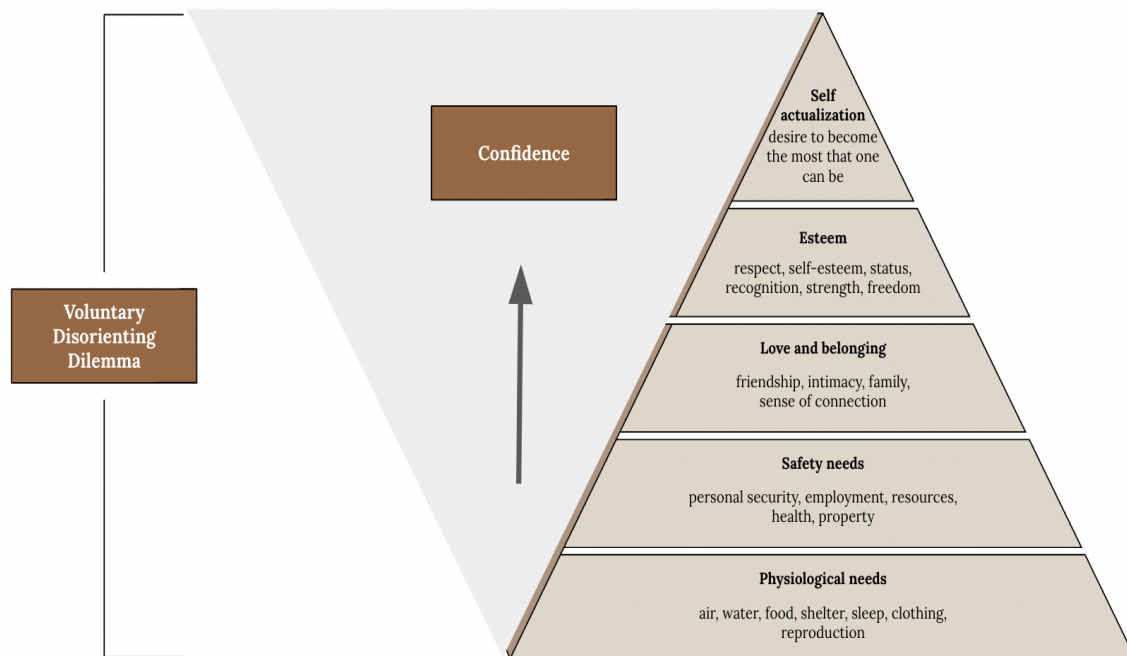 Voluntary
Disorienting
Dilemma
Confidence
Self
actualization
desire to become
the most that one
can be
Esteem
respect, self-esteem, status,
recognition, strength, freedom
Love and belonging
friendship, intimacy, family,
sense of connection
Safety needs
personal security, employment, resources,
health, property
Physiological needs
air, water, food, shelter, sleep, clothing,
reproduction